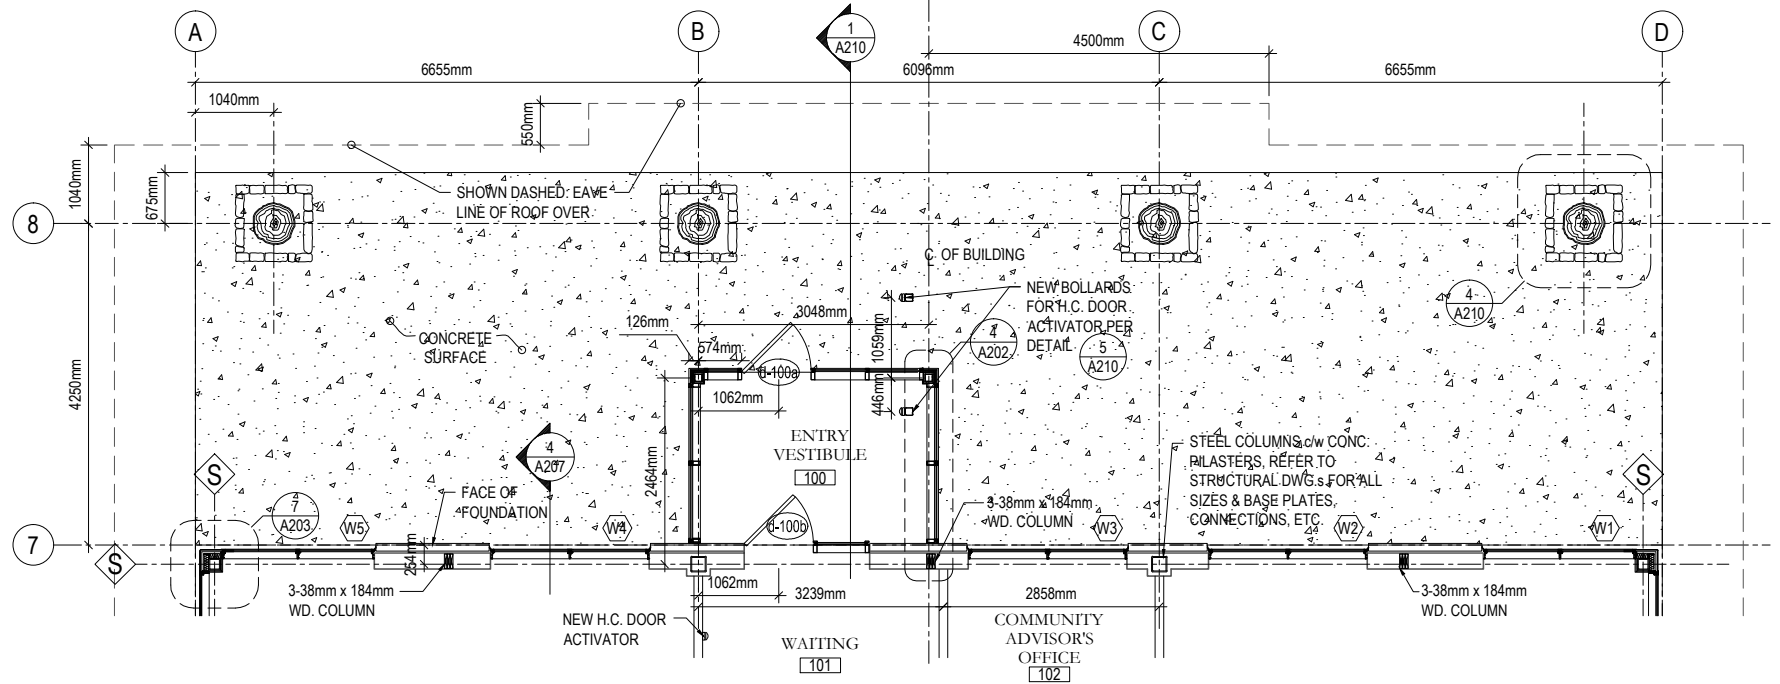 A
B
C
D
1
A210
4500mm
6655mm
6096mm
6655mm
1040mm
550mm
1040mm
675mm
SHOWN DASHED: EAVE
LINE OF ROOF OVER
8
℄ OF BUILDING
NEW BOLLARDS
FOR H.C. DOOR
ACTIVATOR PER
DETAIL
4
A210
3048mm
126mm
574mm
1059mm
4
A202
5
A210
CONCRETE
SURFACE
d-100a
4250mm
1062mm
446mm
ENTRY
VESTIBULE
100
STEEL COLUMNS c/w CONC.
PILASTERS, REFER TO
STRUCTURAL DWG.s FOR ALL
SIZES & BASE PLATES,
CONNECTIONS, ETC.
4
A207
2464mm
S
S
FACE OF
FOUNDATION
3-38mm x 184mm
WD. COLUMN
7
A203
W5
W4
d-100b
W3
W2
W1
7
S
254mm
3-38mm x 184mm
WD. COLUMN
1062mm
3239mm
2858mm
3-38mm x 184mm
WD. COLUMN
NEW H.C. DOOR
ACTIVATOR
WAITING
101
COMMUNITY
ADVISOR'S
OFFICE
102